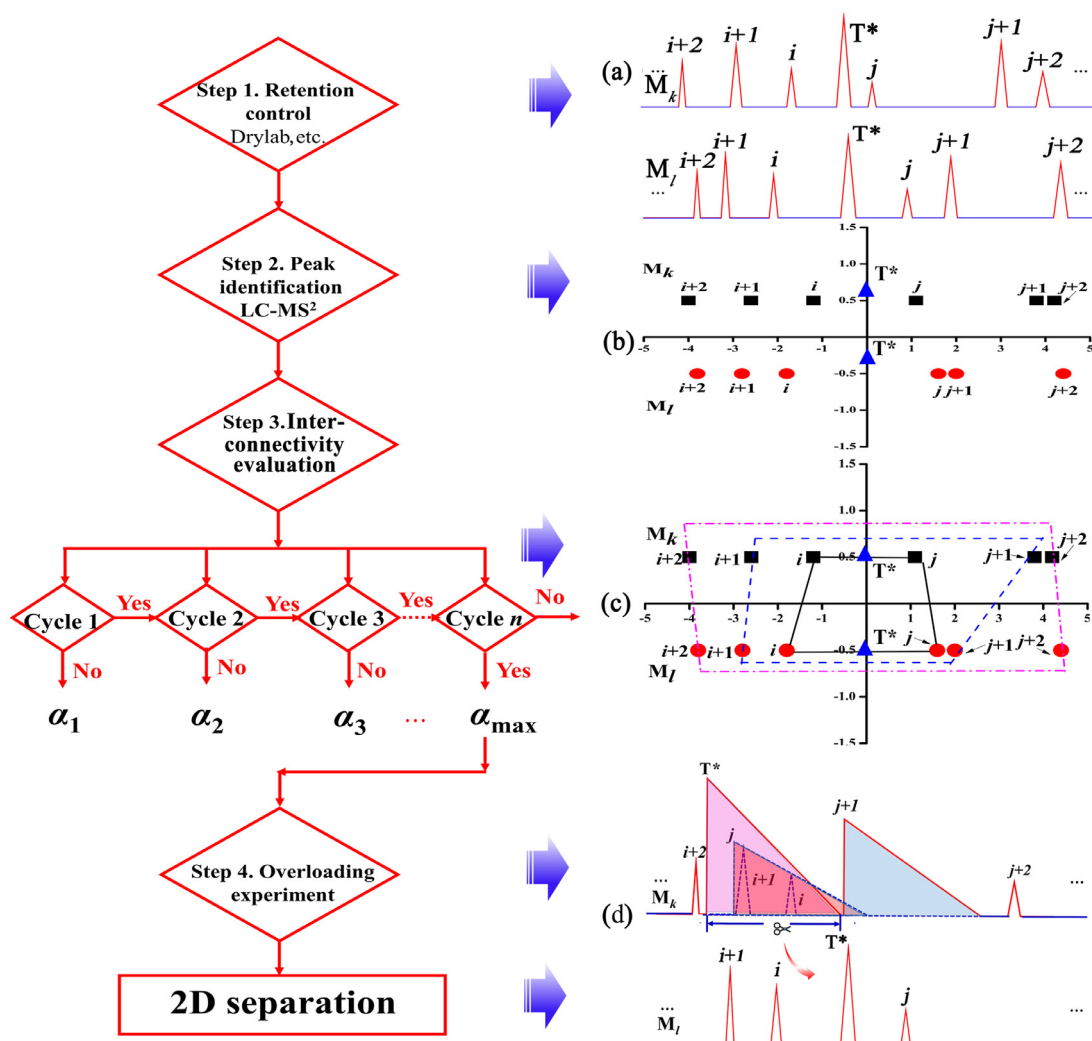 Step 1. Retention
control
Drylab, etc.
Step 2. Peak
identification
LC-MS²
Step 3.Inter-
connectivity
evaluation
Cycle 1
Yes
Cycle 2
Yes
Cycle 3
Yes
Cycle n
No
No
No
No
Yes
α₁
α₂
α₃
...
αmax
Step 4. Overloading
experiment
2D separation
(a)
... Mk
i+2
i+1
i
T*
j
j+1
j+2
...
Ml ...
i+2
i+1
i
T*
j
j+1
j+2
...
(b)
1.5
1.0
0.5
-0.5
-1.0
-1.5
-5 -4 -3 -2 -1 0 1 2 3 4 5
Mk
i+2 i+1 i T* j j+1 j+2
T*
i+2 i+1 i j j+1 j+2
Ml
(c)
1.5
1.0
0.5
-0.5
-1.0
-1.5
-5 -4 -3 -2 -1 0 1 2 3 4 5
Mk
i+2 i+1 i T* j j+1 j+2
T*
i+2 i+1 i j j+1 j+2
Ml
(d)
T*
... Mk
i+2
j
i+1
i
j+1
j+2
...
✄
... Ml
i+1
i
T*
j
...